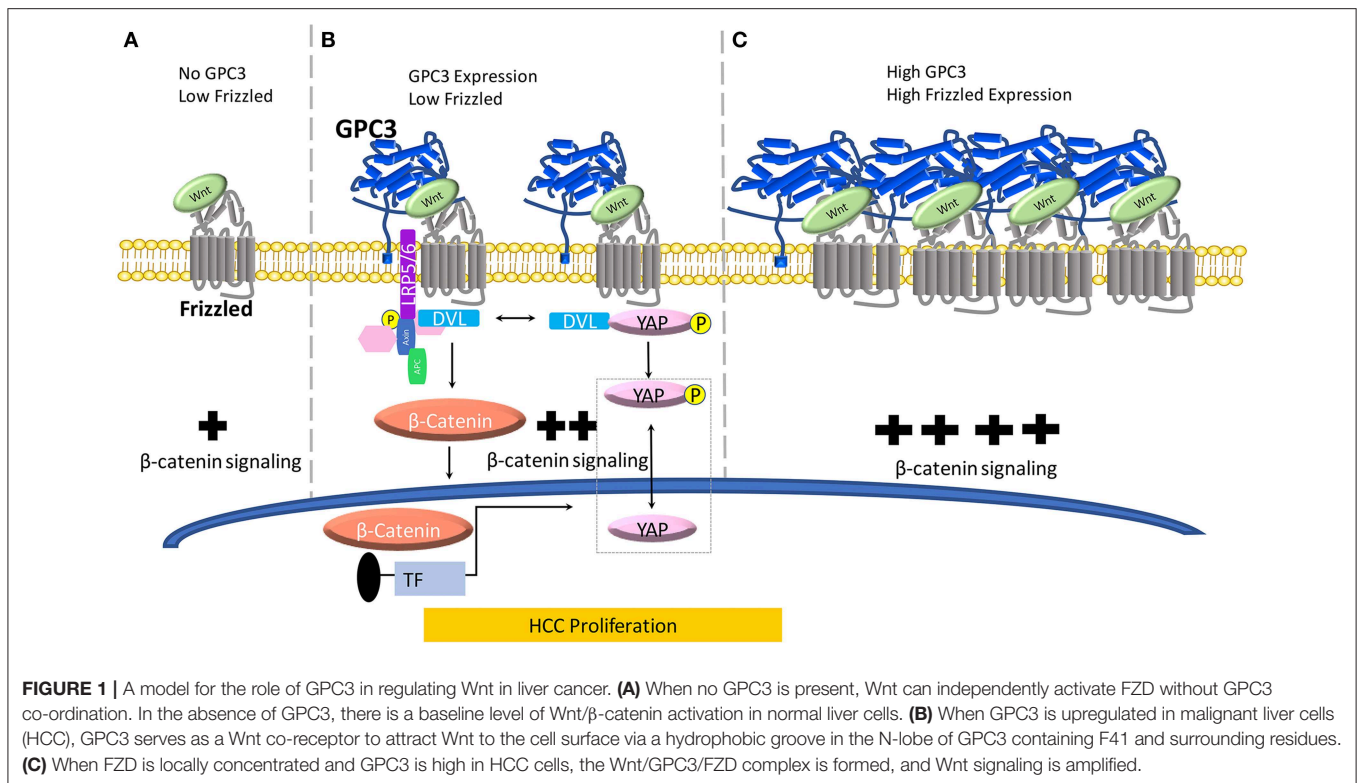 A
B
C
No GPC3
Low Frizzled
GPC3 Expression
Low Frizzled
High GPC3
High Frizzled Expression
GPC3
Wnt
Wnt
Wnt
Wnt
Wnt
Wnt
Wnt
Frizzled
LRP5/6
P
Axin
APC
DVL
DVL
YAP
P
YAP
P
β-Catenin
β-catenin signaling
β-catenin signaling
β-catenin signaling
β-Catenin
YAP
TF
HCC Proliferation
FIGURE 1 | A model for the role of GPC3 in regulating Wnt in liver cancer. (A) When no GPC3 is present, Wnt can independently activate FZD without GPC3
co-ordination. In the absence of GPC3, there is a baseline level of Wnt/β-catenin activation in normal liver cells. (B) When GPC3 is upregulated in malignant liver cells
(HCC), GPC3 serves as a Wnt co-receptor to attract Wnt to the cell surface via a hydrophobic groove in the N-lobe of GPC3 containing F41 and surrounding residues.
(C) When FZD is locally concentrated and GPC3 is high in HCC cells, the Wnt/GPC3/FZD complex is formed, and Wnt signaling is amplified.